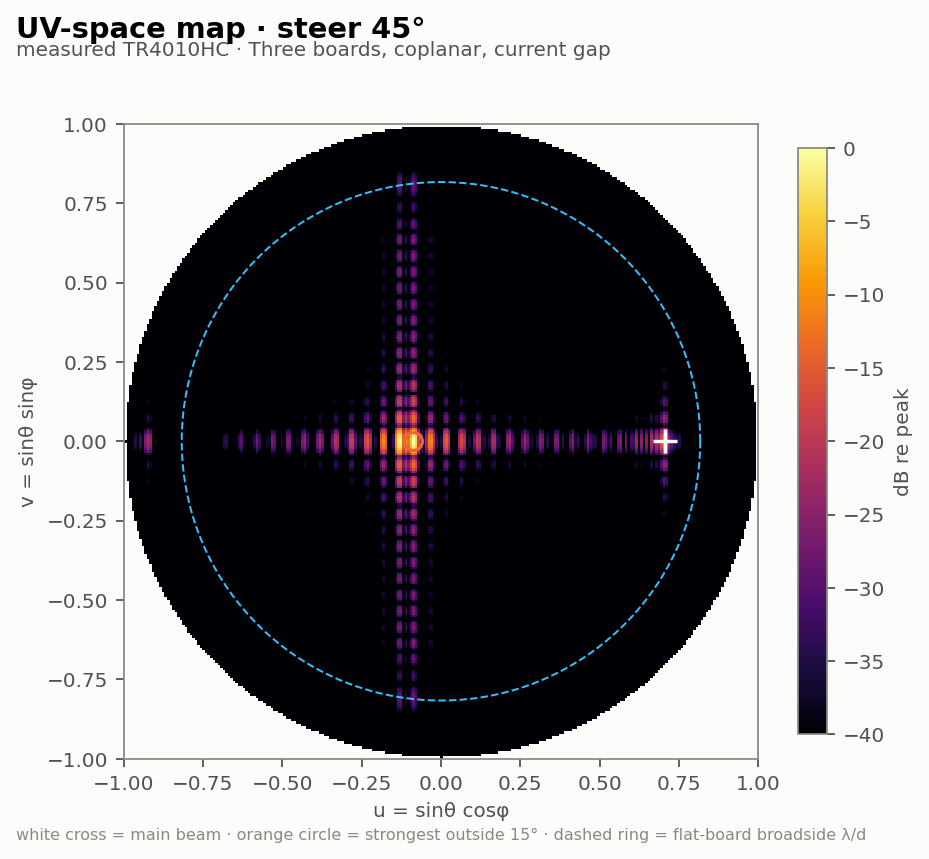 UV-space map · steer 45°
measured TR4010HC · Three boards, coplanar, current gap
1.00
0.75
0.50
0.25
0.00
−0.25
−0.50
−0.75
−1.00
v = sinθ sinφ
−1.00 −0.75 −0.50 −0.25 0.00 0.25 0.50 0.75 1.00
u = sinθ cosφ
0
−5
−10
−15
−20
−25
−30
−35
−40
dB re peak
white cross = main beam · orange circle = strongest outside 15° · dashed ring = flat-board broadside λ/d